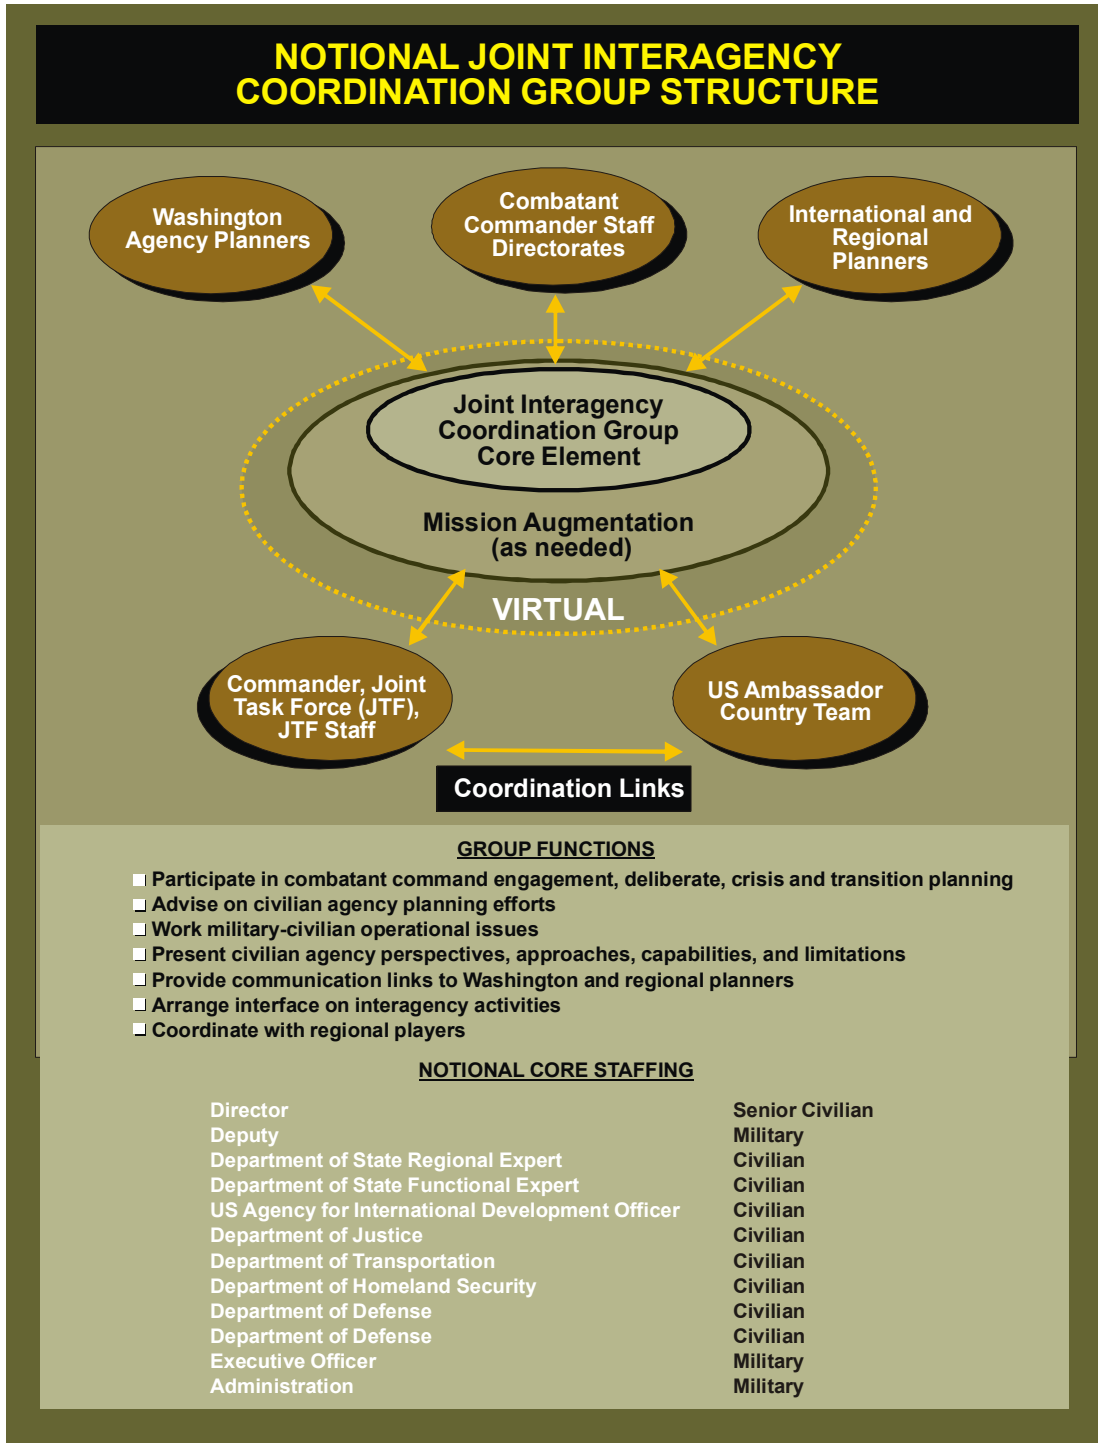 NOTIONAL JOINT INTERAGENCY
COORDINATION GROUP STRUCTURE
Washington
Agency Planners
Combatant
Commander Staff
Directorates
International and
Regional
Planners
Joint Interagency
Coordination Group
Core Element
Mission Augmentation
(as needed)
VIRTUAL
Commander, Joint
Task Force (JTF),
JTF Staff
US Ambassador
Country Team
Coordination Links
GROUP FUNCTIONS
Participate in combatant command engagement, deliberate, crisis and transition planning
Advise on civilian agency planning efforts
Work military-civilian operational issues
Present civilian agency perspectives, approaches, capabilities, and limitations
Provide communication links to Washington and regional planners
Arrange interface on interagency activities
Coordinate with regional players
NOTIONAL CORE STAFFING
Director Senior Civilian
Deputy Military
Department of State Regional Expert Civilian
Department of State Functional Expert Civilian
US Agency for International Development Officer Civilian
Department of Justice Civilian
Department of Transportation Civilian
Department of Homeland Security Civilian
Department of Defense Civilian
Department of Defense Civilian
Executive Officer Military
Administration Military